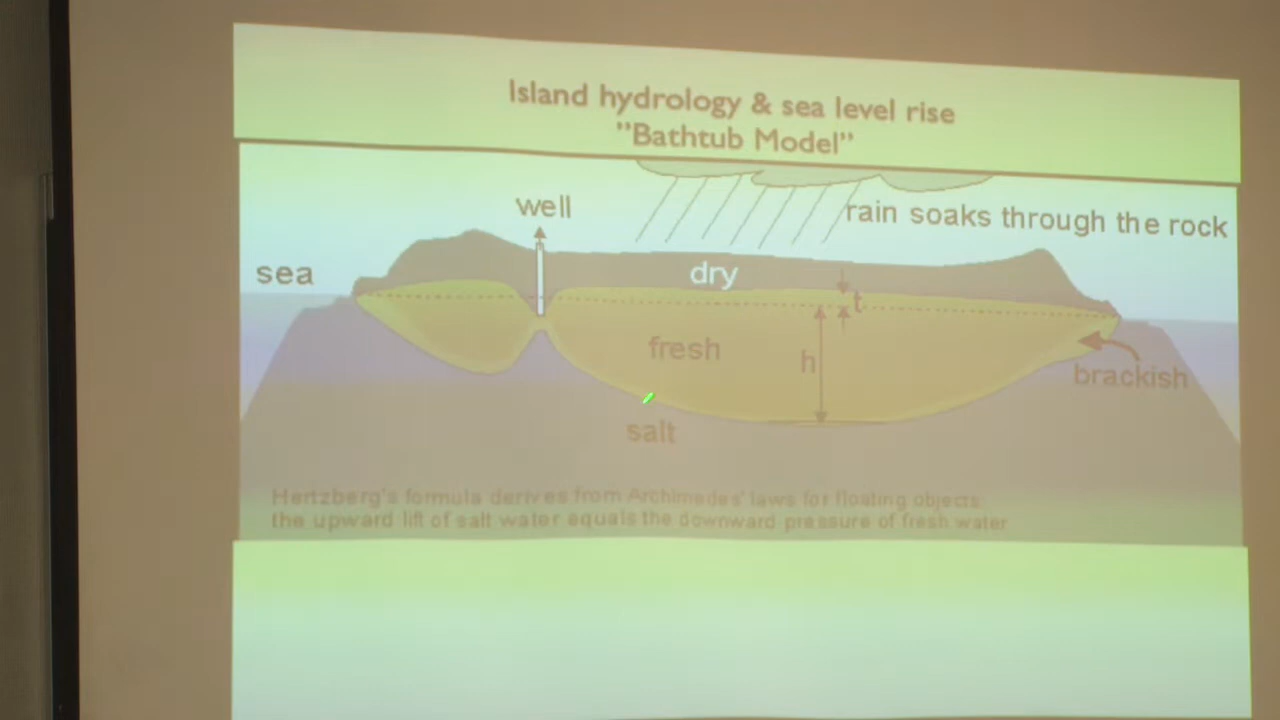 Island hydrology & sea level rise
"Bathtub Model"
well
rain soaks through the rock
sea
dry
t
fresh
h
brackish
salt
Hertzberg's formula derives from Archimedes' laws for floating objects:
the upward lift of salt water equals the downward pressure of fresh water